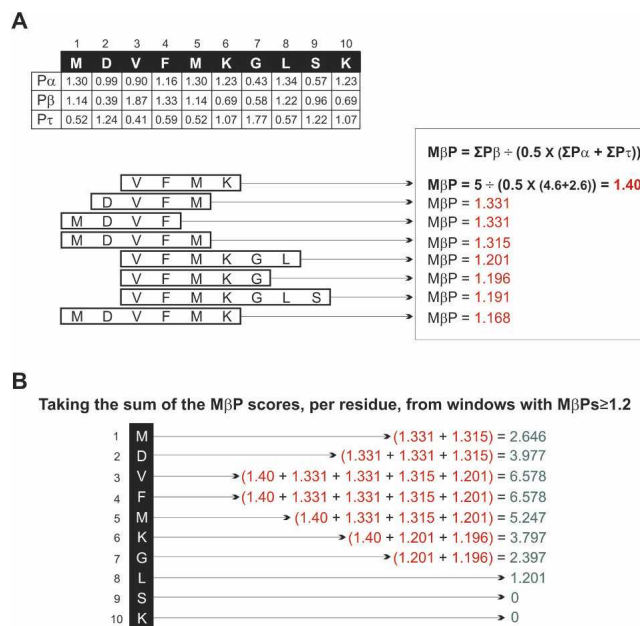 A
1 2 3 4 5 6 7 8 9 10
M D V F M K G L S K
Pα 1.30 0.99 0.90 1.16 1.30 1.23 0.43 1.34 0.57 1.23
Pβ 1.14 0.39 1.87 1.33 1.14 0.69 0.58 1.22 0.96 0.69
Pτ 0.52 1.24 0.41 0.59 0.52 1.07 1.77 0.57 1.22 1.07
MβP = ΣPβ ÷ (0.5 X (ΣPα + ΣPτ))
V F M K MβP = 5 ÷ (0.5 X (4.6+2.6)) = 1.40
D V F M MβP = 1.331
M D V F MβP = 1.331
M D V F M MβP = 1.315
V F M K G L MβP = 1.201
V F M K G MβP = 1.196
V F M K G L S MβP = 1.191
M D V F M K MβP = 1.168
B
Taking the sum of the MβP scores, per residue, from windows with MβPs≥1.2
1 M (1.331 + 1.315) = 2.646
2 D (1.331 + 1.331 + 1.315) = 3.977
3 V (1.40 + 1.331 + 1.331 + 1.315 + 1.201) = 6.578
4 F (1.40 + 1.331 + 1.331 + 1.315 + 1.201) = 6.578
5 M (1.40 + 1.331 + 1.315 + 1.201) = 5.247
6 K (1.40 + 1.201 + 1.196) = 3.797
7 G (1.201 + 1.196) = 2.397
8 L 1.201
9 S 0
10 K 0